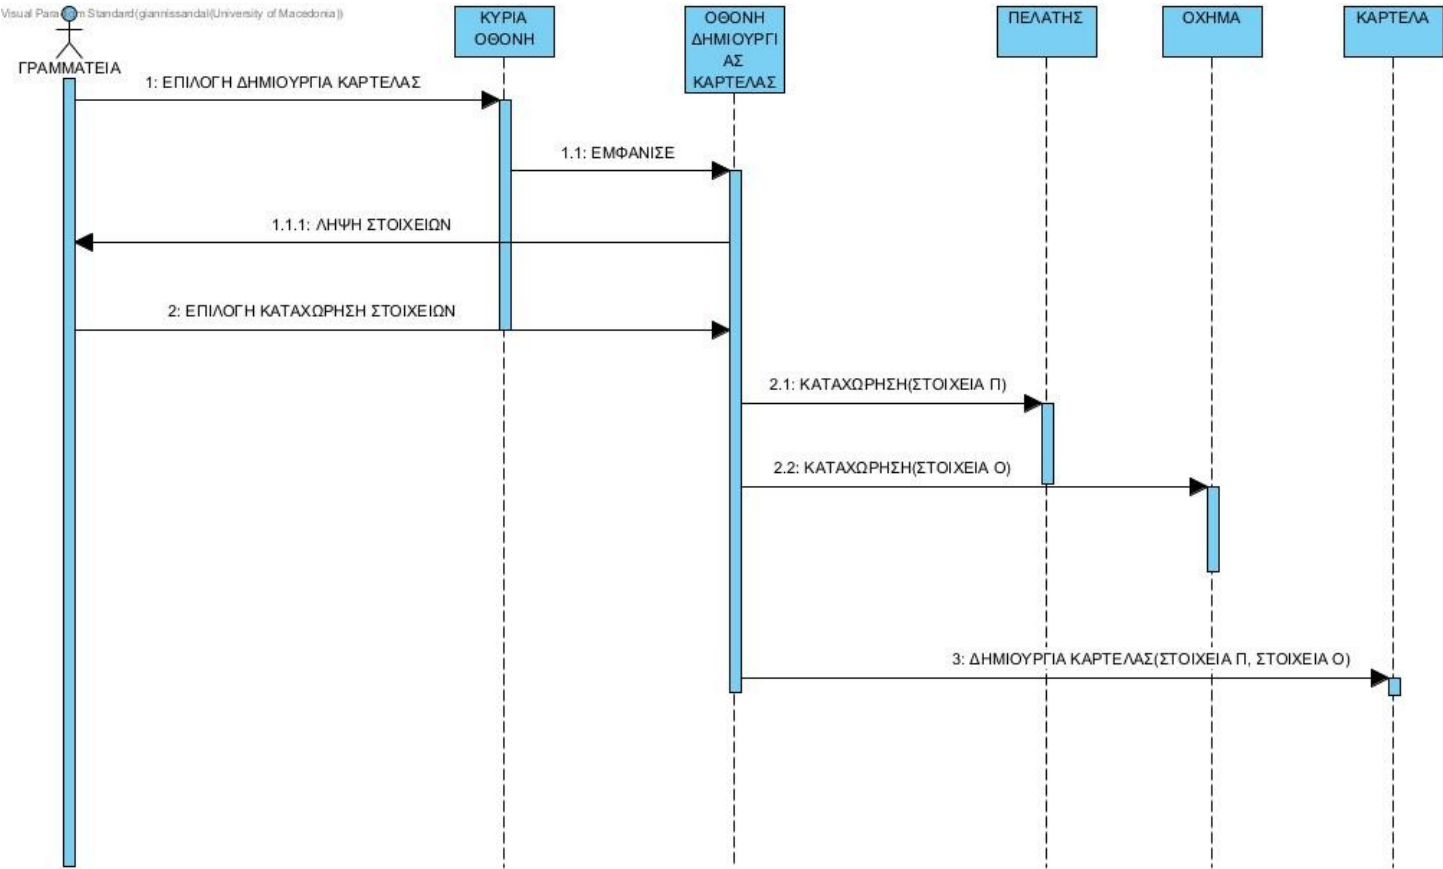 Visual Paradigm Standard(giannissandal(University of Macedonia))
ΓΡΑΜΜΑΤΕΙΑ
ΚΥΡΙΑ
ΟΘΟΝΗ
ΟΘΟΝΗ
ΔΗΜΙΟΥΡΓΙ
ΑΣ
ΚΑΡΤΕΛΑΣ
ΠΕΛΑΤΗΣ
ΟΧΗΜΑ
ΚΑΡΤΕΛΑ
1: ΕΠΙΛΟΓΗ ΔΗΜΙΟΥΡΓΙΑ ΚΑΡΤΕΛΑΣ
1.1: ΕΜΦΑΝΙΣΕ
1.1.1: ΛΗΨΗ ΣΤΟΙΧΕΙΩΝ
2: ΕΠΙΛΟΓΗ ΚΑΤΑΧΩΡΗΣΗ ΣΤΟΙΧΕΙΩΝ
2.1: ΚΑΤΑΧΩΡΗΣΗ(ΣΤΟΙΧΕΙΑ Π)
2.2: ΚΑΤΑΧΩΡΗΣΗ(ΣΤΟΙΧΕΙΑ Ο)
3: ΔΗΜΙΟΥΡΓΙΑ ΚΑΡΤΕΛΑΣ(ΣΤΟΙΧΕΙΑ Π, ΣΤΟΙΧΕΙΑ Ο)